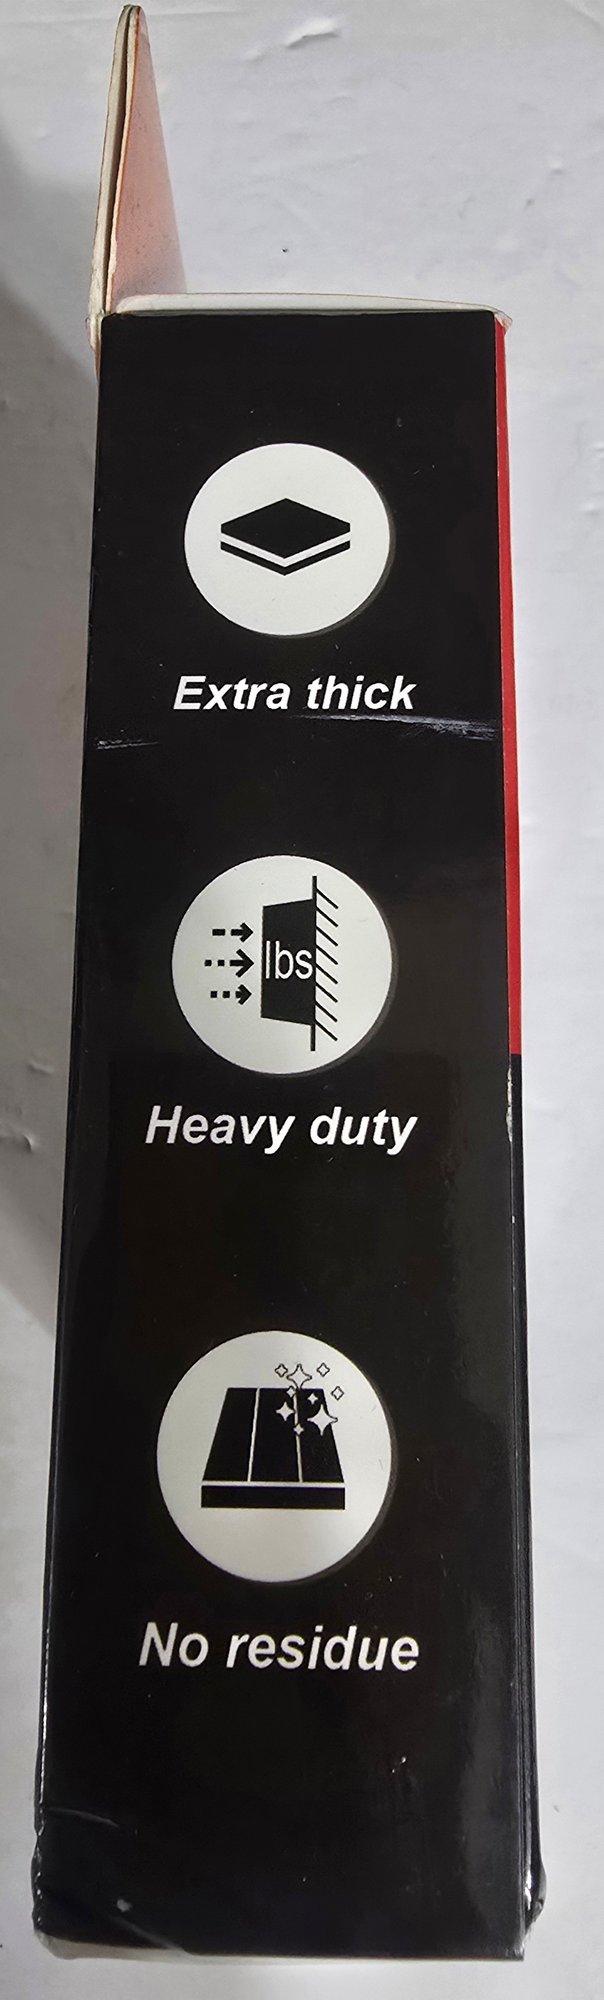 Extra thick
lbs
Heavy duty
No residue